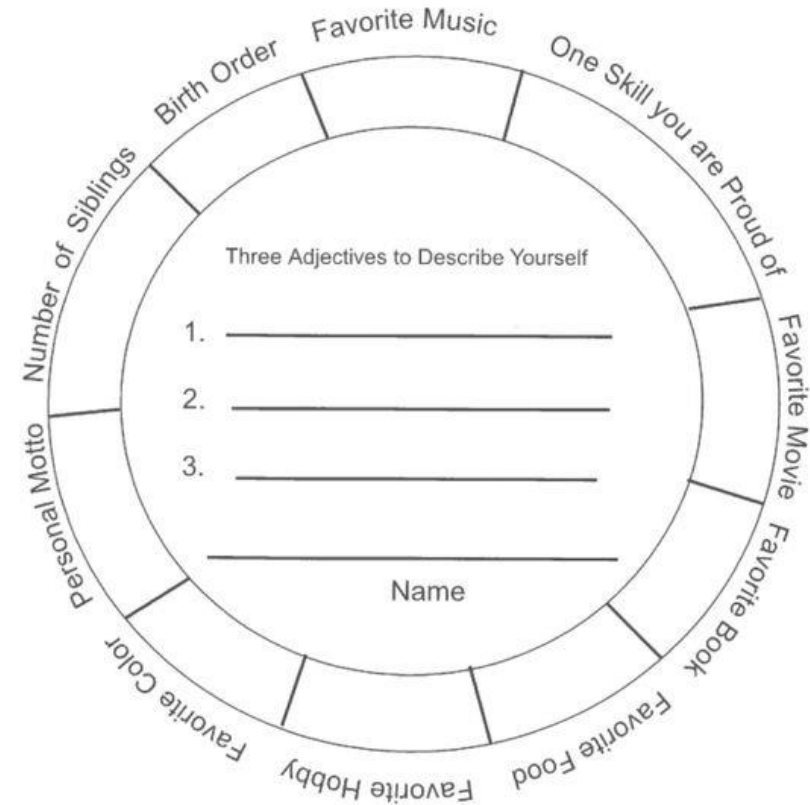 Favorite Music
One Skill you are Proud of
Favorite Movie
Favorite Book
Favorite Food
Favorite Hobby
Favorite Color
Personal Motto
Number of Siblings
Birth Order
Three Adjectives to Describe Yourself
1.
2.
3.
Name